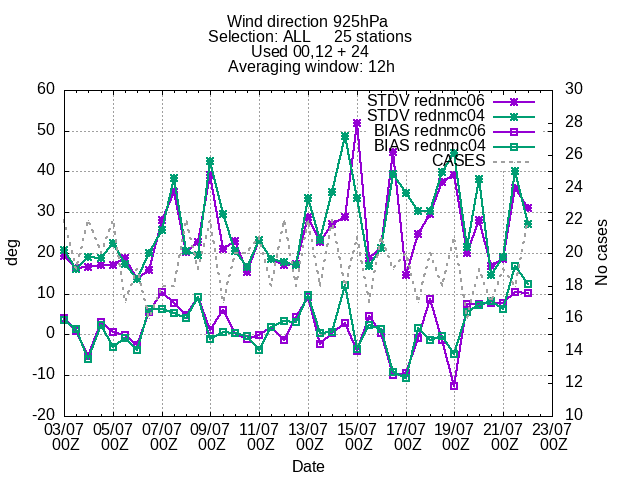 Wind direction 925hPa
Selection: ALL 25 stations
Used 00,12 + 24
Averaging window: 12h
STDV rednmc06
STDV rednmc04
BIAS rednmc06
BIAS rednmc04
CASES
60
50
40
30
20
10
0
-10
-20
deg
30
28
26
24
22
20
18
16
14
12
10
No cases
03/07 05/07 07/07 09/07 11/07 13/07 15/07 17/07 19/07 21/07 23/07
00Z 00Z 00Z 00Z 00Z 00Z 00Z 00Z 00Z 00Z 00Z
Date